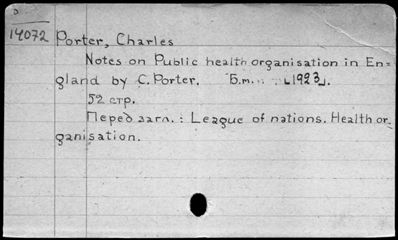 D
14072 Porter, Charles
Notes on Public health organisation in En=
gland by C. Porter. Б.м. ... [1923].
52 стр.
Перед загл.: League of nations. Health or=
ganisation.